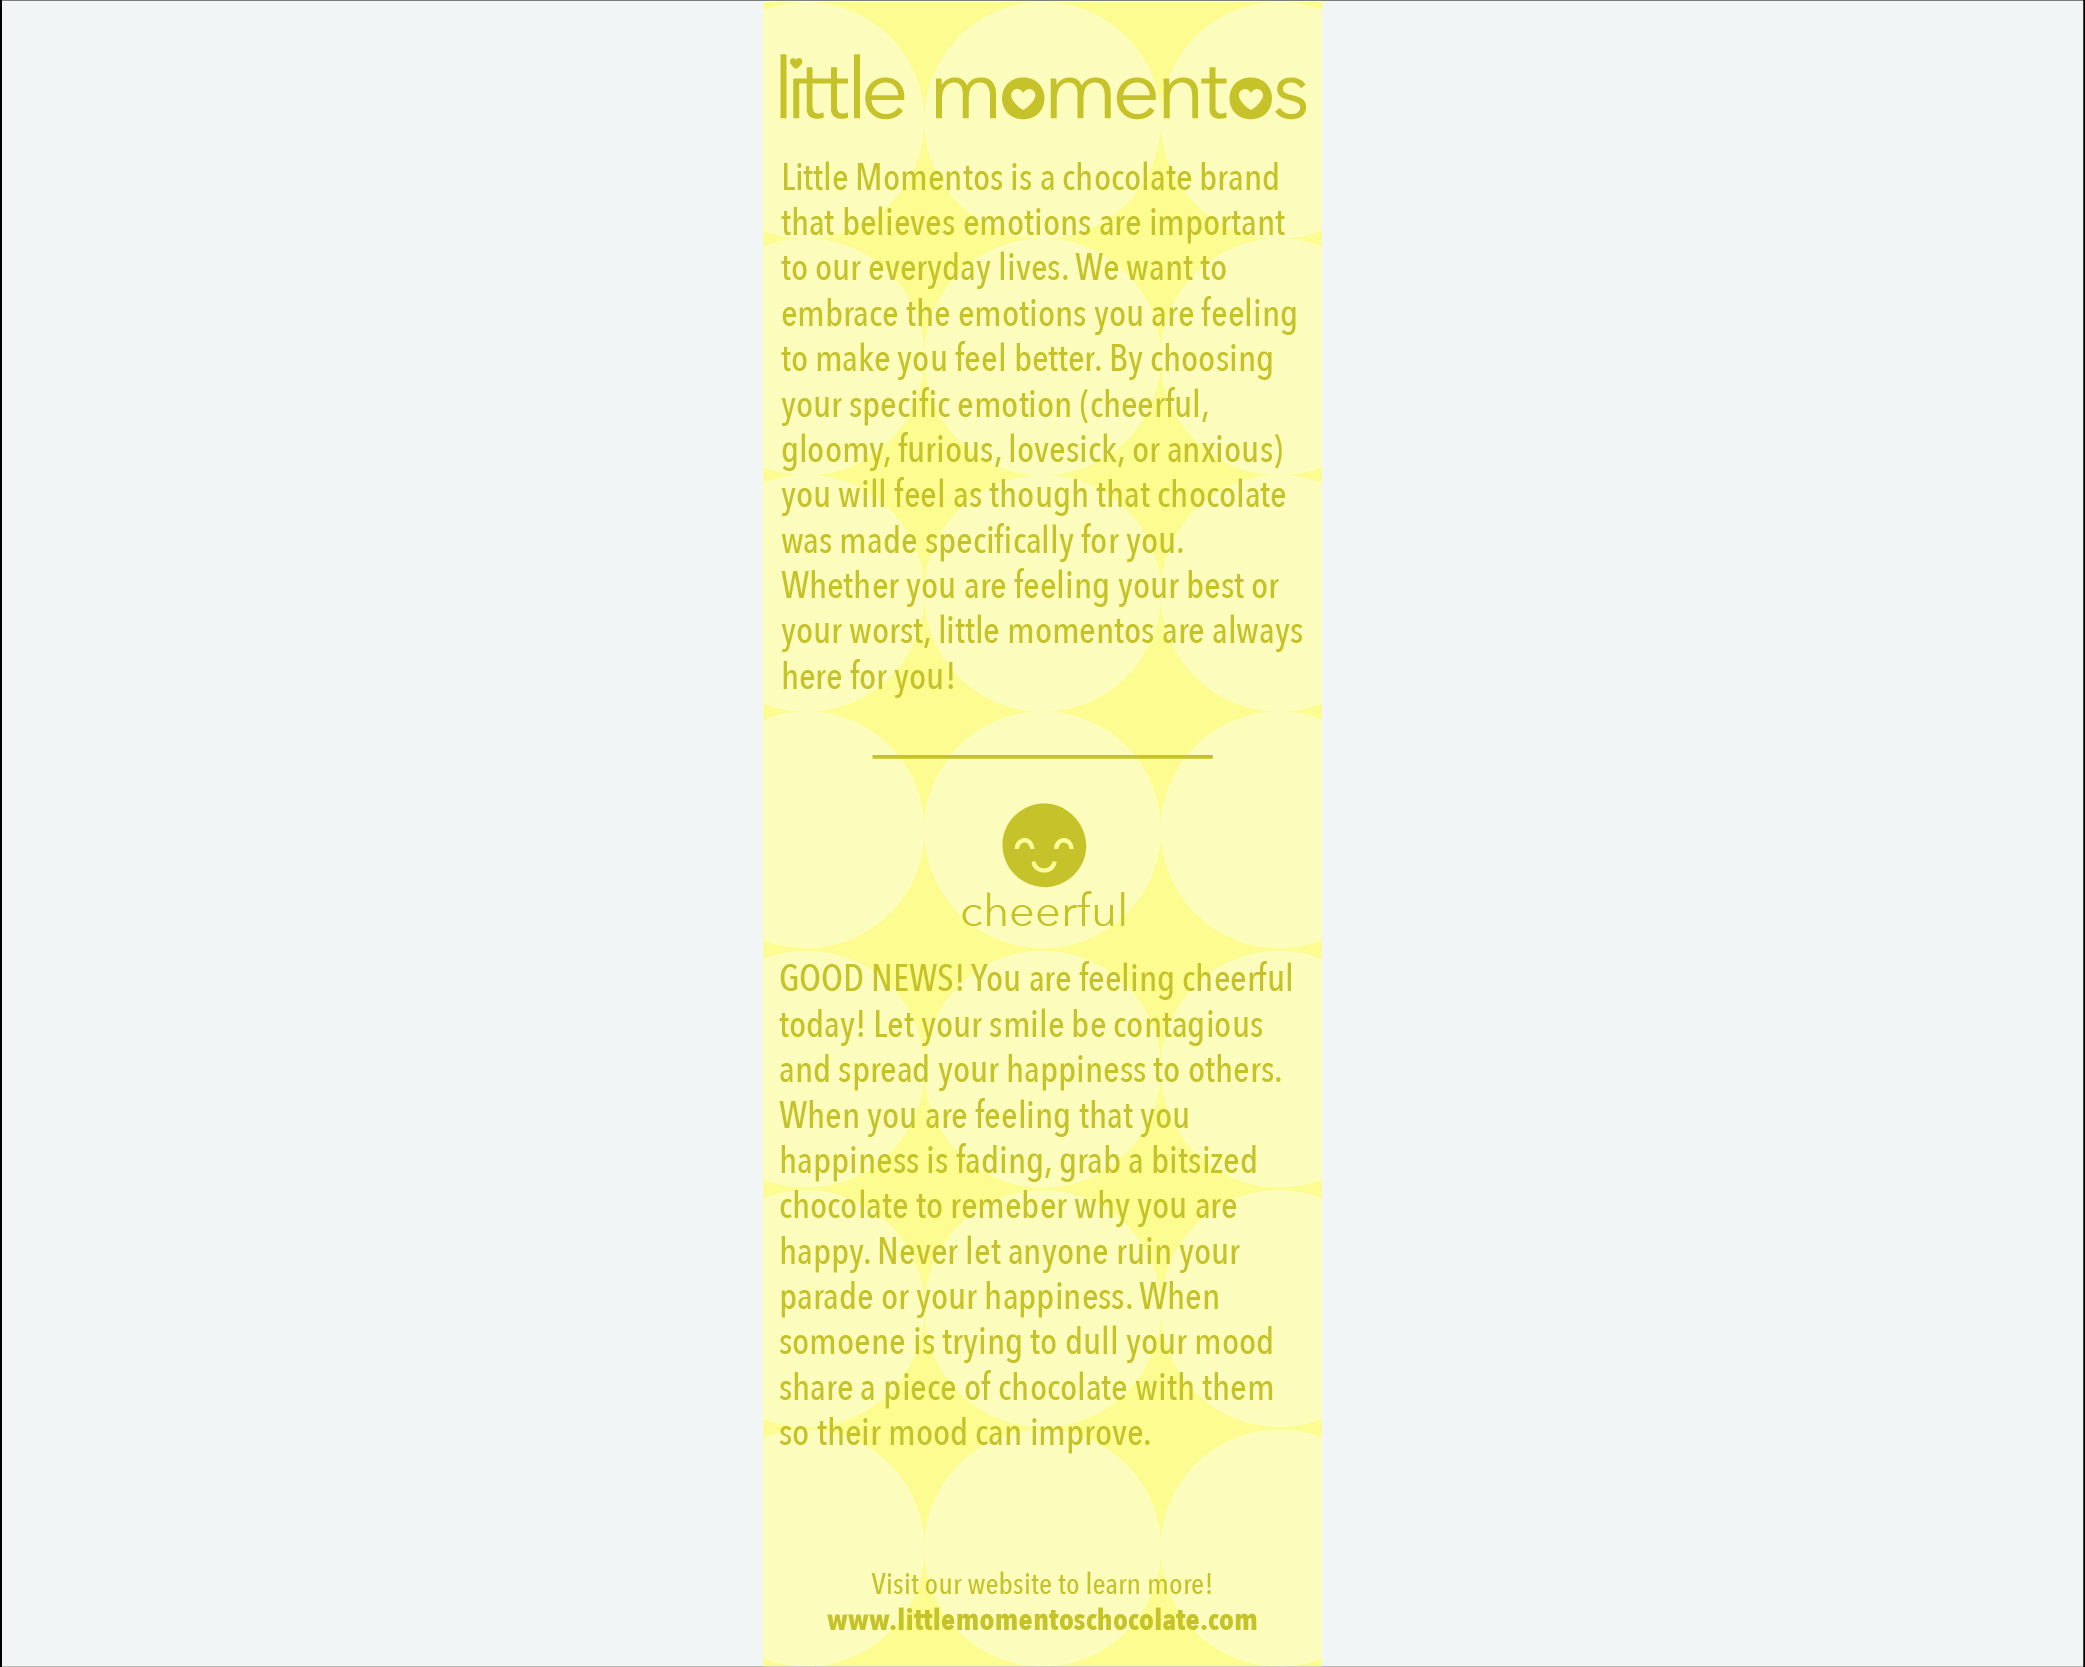 little momentos
Little Momentos is a chocolate brand
that believes emotions are important
to our everyday lives. We want to
embrace the emotions you are feeling
to make you feel better. By choosing
your specific emotion (cheerful,
gloomy, furious, lovesick, or anxious)
you will feel as though that chocolate
was made specifically for you.
Whether you are feeling your best or
your worst, little momentos are always
here for you!
cheerful
GOOD NEWS! You are feeling cheerful
today! Let your smile be contagious
and spread your happiness to others.
When you are feeling that you
happiness is fading, grab a bitsized
chocolate to remeber why you are
happy. Never let anyone ruin your
parade or your happiness. When
somoene is trying to dull your mood
share a piece of chocolate with them
so their mood can improve.
Visit our website to learn more!
www.littlemomentoschocolate.com